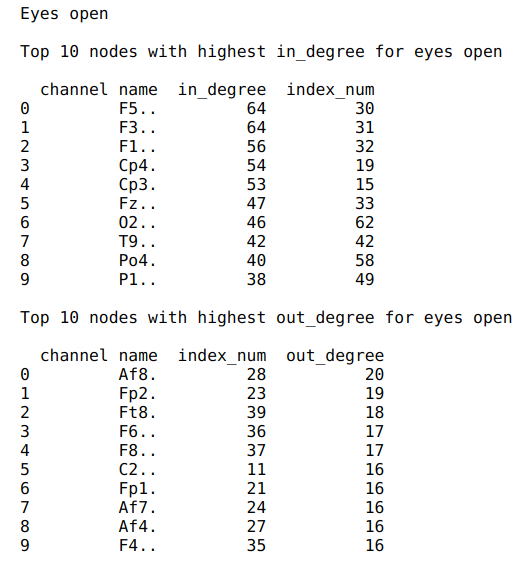 Eyes open
Top 10 nodes with highest in_degree for eyes open
channel name in_degree index_num
0 F5.. 64 30
1 F3.. 64 31
2 F1.. 56 32
3 Cp4. 54 19
4 Cp3. 53 15
5 Fz.. 47 33
6 O2.. 46 62
7 T9.. 42 42
8 Po4. 40 58
9 P1.. 38 49
Top 10 nodes with highest out_degree for eyes open
channel name index_num out_degree
0 Af8. 28 20
1 Fp2. 23 19
2 Ft8. 39 18
3 F6.. 36 17
4 F8.. 37 17
5 C2.. 11 16
6 Fp1. 21 16
7 Af7. 24 16
8 Af4. 27 16
9 F4.. 35 16